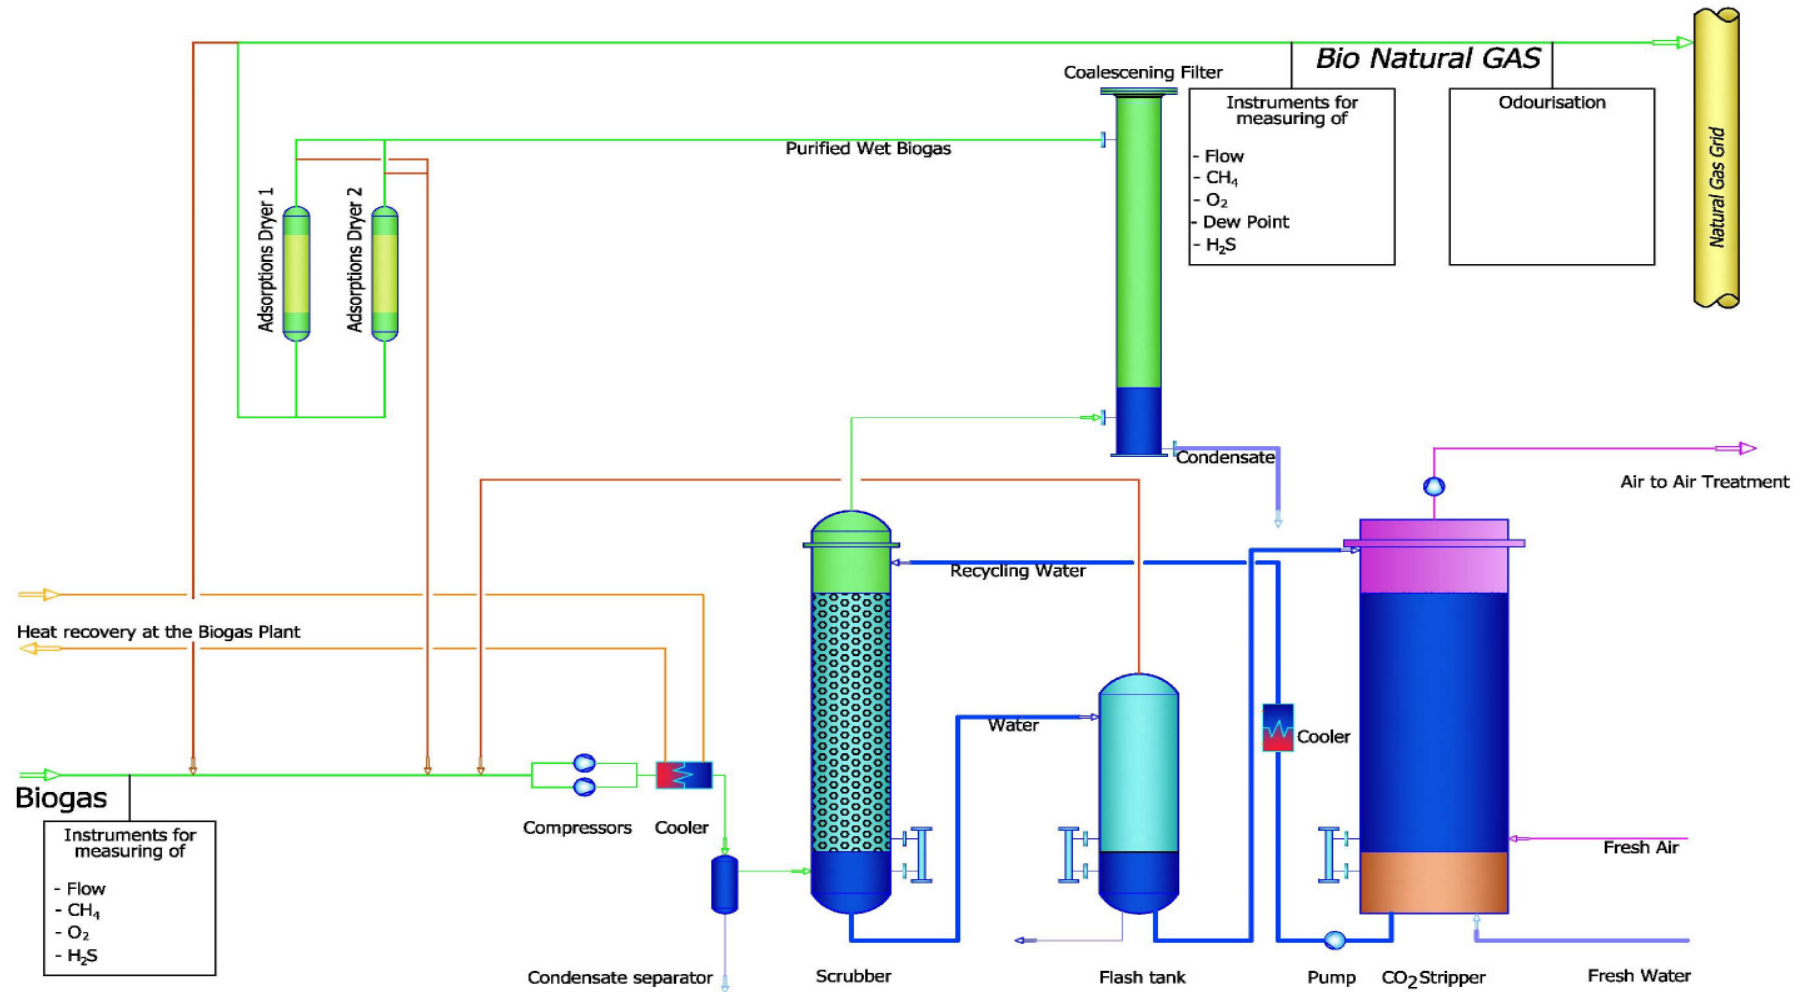 Bio Natural GAS
Coalescening Filter
Instruments for
measuring of
- Flow
- CH₄
- O₂
- Dew Point
- H₂S
Odourisation
Natural Gas Grid
Purified Wet Biogas
Adsorptions Dryer 1
Adsorptions Dryer 2
Condensate
Air to Air Treatment
Recycling Water
Heat recovery at the Biogas Plant
Water
Cooler
Biogas
Instruments for
measuring of
- Flow
- CH₄
- O₂
- H₂S
Compressors
Cooler
Fresh Air
Condensate separator
Scrubber
Flash tank
Pump
CO₂Stripper
Fresh Water